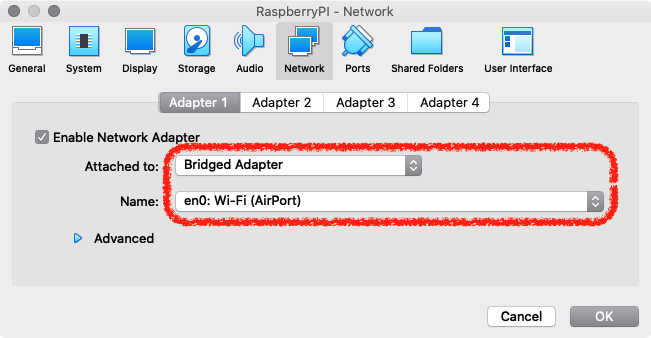 RaspberryPI - Network
General System Display Storage Audio Network Ports Shared Folders User Interface
Adapter 1 Adapter 2 Adapter 3 Adapter 4
Enable Network Adapter
Attached to: Bridged Adapter
Name: en0: Wi-Fi (AirPort)
Advanced
Cancel OK